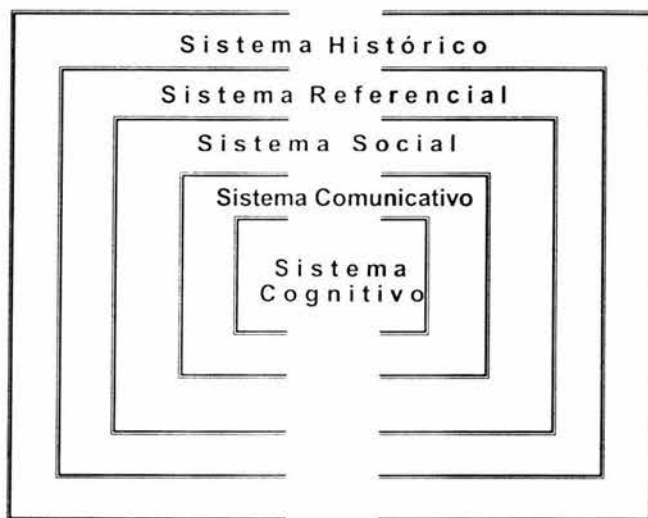 Sistema Histórico
Sistema Referencial
Sistema Social
Sistema Comunicativo
Sistema
Cognitivo